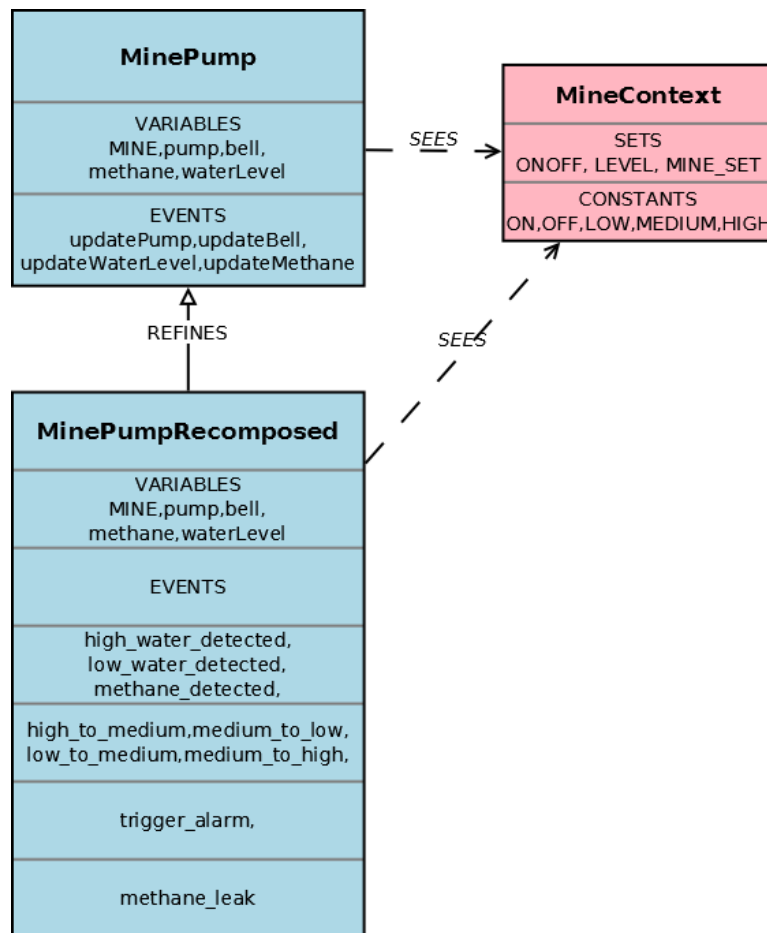 MinePump
VARIABLES
MINE,pump,bell,
methane,waterLevel
EVENTS
updatePump,updateBell,
updateWaterLevel,updateMethane
SEES
MineContext
SETS
ONOFF, LEVEL, MINE_SET
CONSTANTS
ON,OFF,LOW,MEDIUM,HIGH
REFINES
SEES
MinePumpRecomposed
VARIABLES
MINE,pump,bell,
methane,waterLevel
EVENTS
high_water_detected,
low_water_detected,
methane_detected,
high_to_medium,medium_to_low,
low_to_medium,medium_to_high,
trigger_alarm,
methane_leak